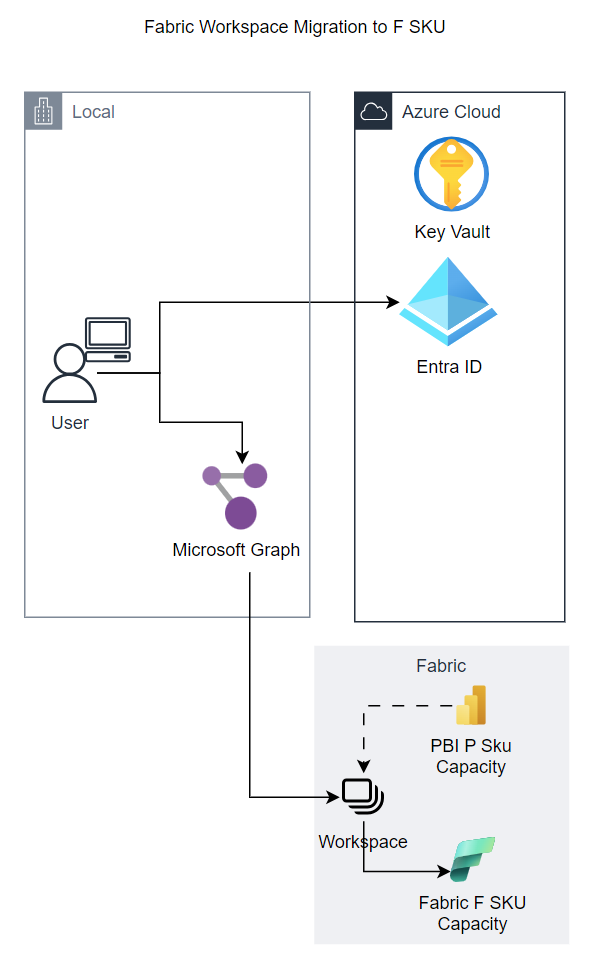 Fabric Workspace Migration to F SKU
Local
Azure Cloud
Key Vault
Entra ID
User
Microsoft Graph
Fabric
PBI P Sku
Capacity
Workspace
Fabric F SKU
Capacity